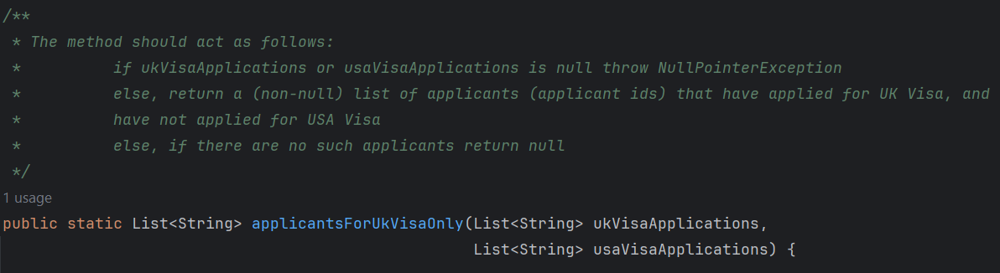 /**
* The method should act as follows:
* if ukVisaApplications or usaVisaApplications is null throw NullPointerException
* else, return a (non-null) list of applicants (applicant ids) that have applied for UK Visa, and
* have not applied for USA Visa
* else, if there are no such applicants return null
*/
1 usage
public static List<String> applicantsForUkVisaOnly(List<String> ukVisaApplications,
List<String> usaVisaApplications) {